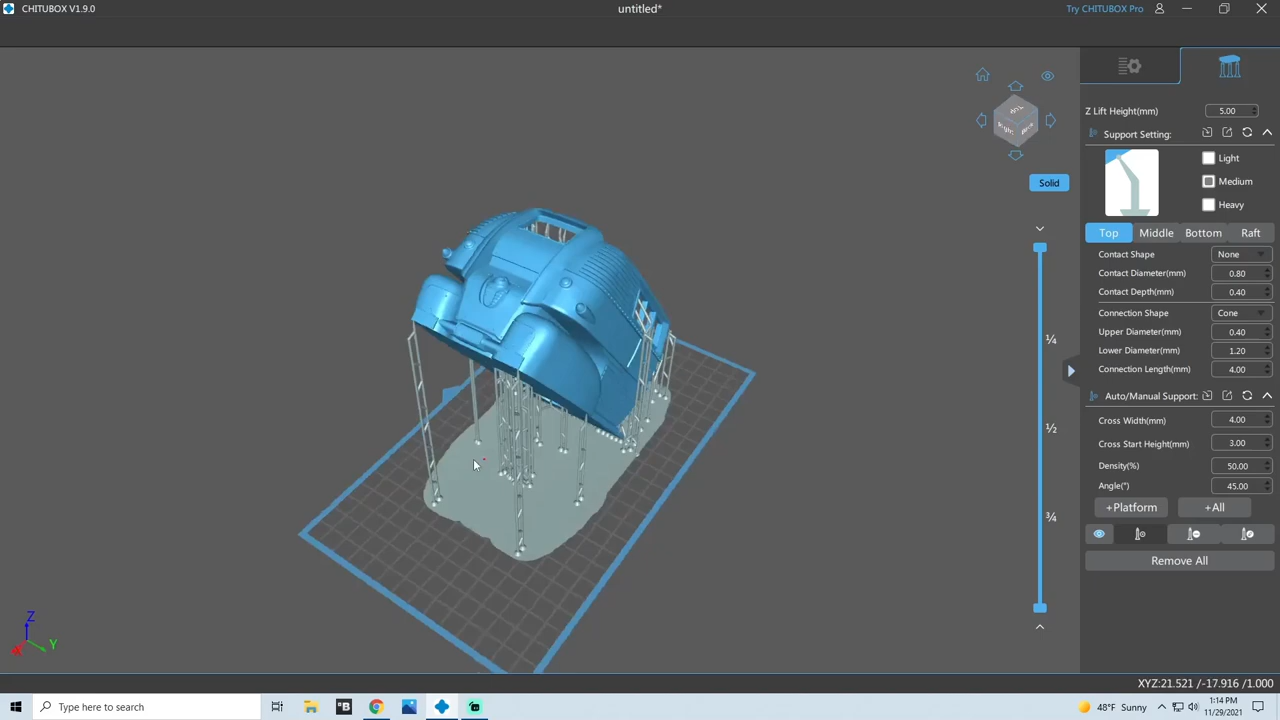 CHITUBOX V1.9.0
untitled*
Try CHITUBOX Pro
Z Lift Height(mm) 5.00
Support Setting:
Light
Medium
Heavy
Top Middle Bottom Raft
Contact Shape None
Contact Diameter(mm) 0.80
Contact Depth(mm) 0.40
Connection Shape Cone
Upper Diameter(mm) 0.40
Lower Diameter(mm) 1.20
Connection Length(mm) 4.00
Auto/Manual Support:
Cross Width(mm) 4.00
Cross Start Height(mm) 3.00
Density(%) 50.00
Angle(°) 45.00
+Platform +All
Remove All
Right
Solid
¼
½
¾
Z
X Y
XYZ:21.521 /-17.916 /1.000
Type here to search
48°F Sunny
1:14 PM
11/29/2021